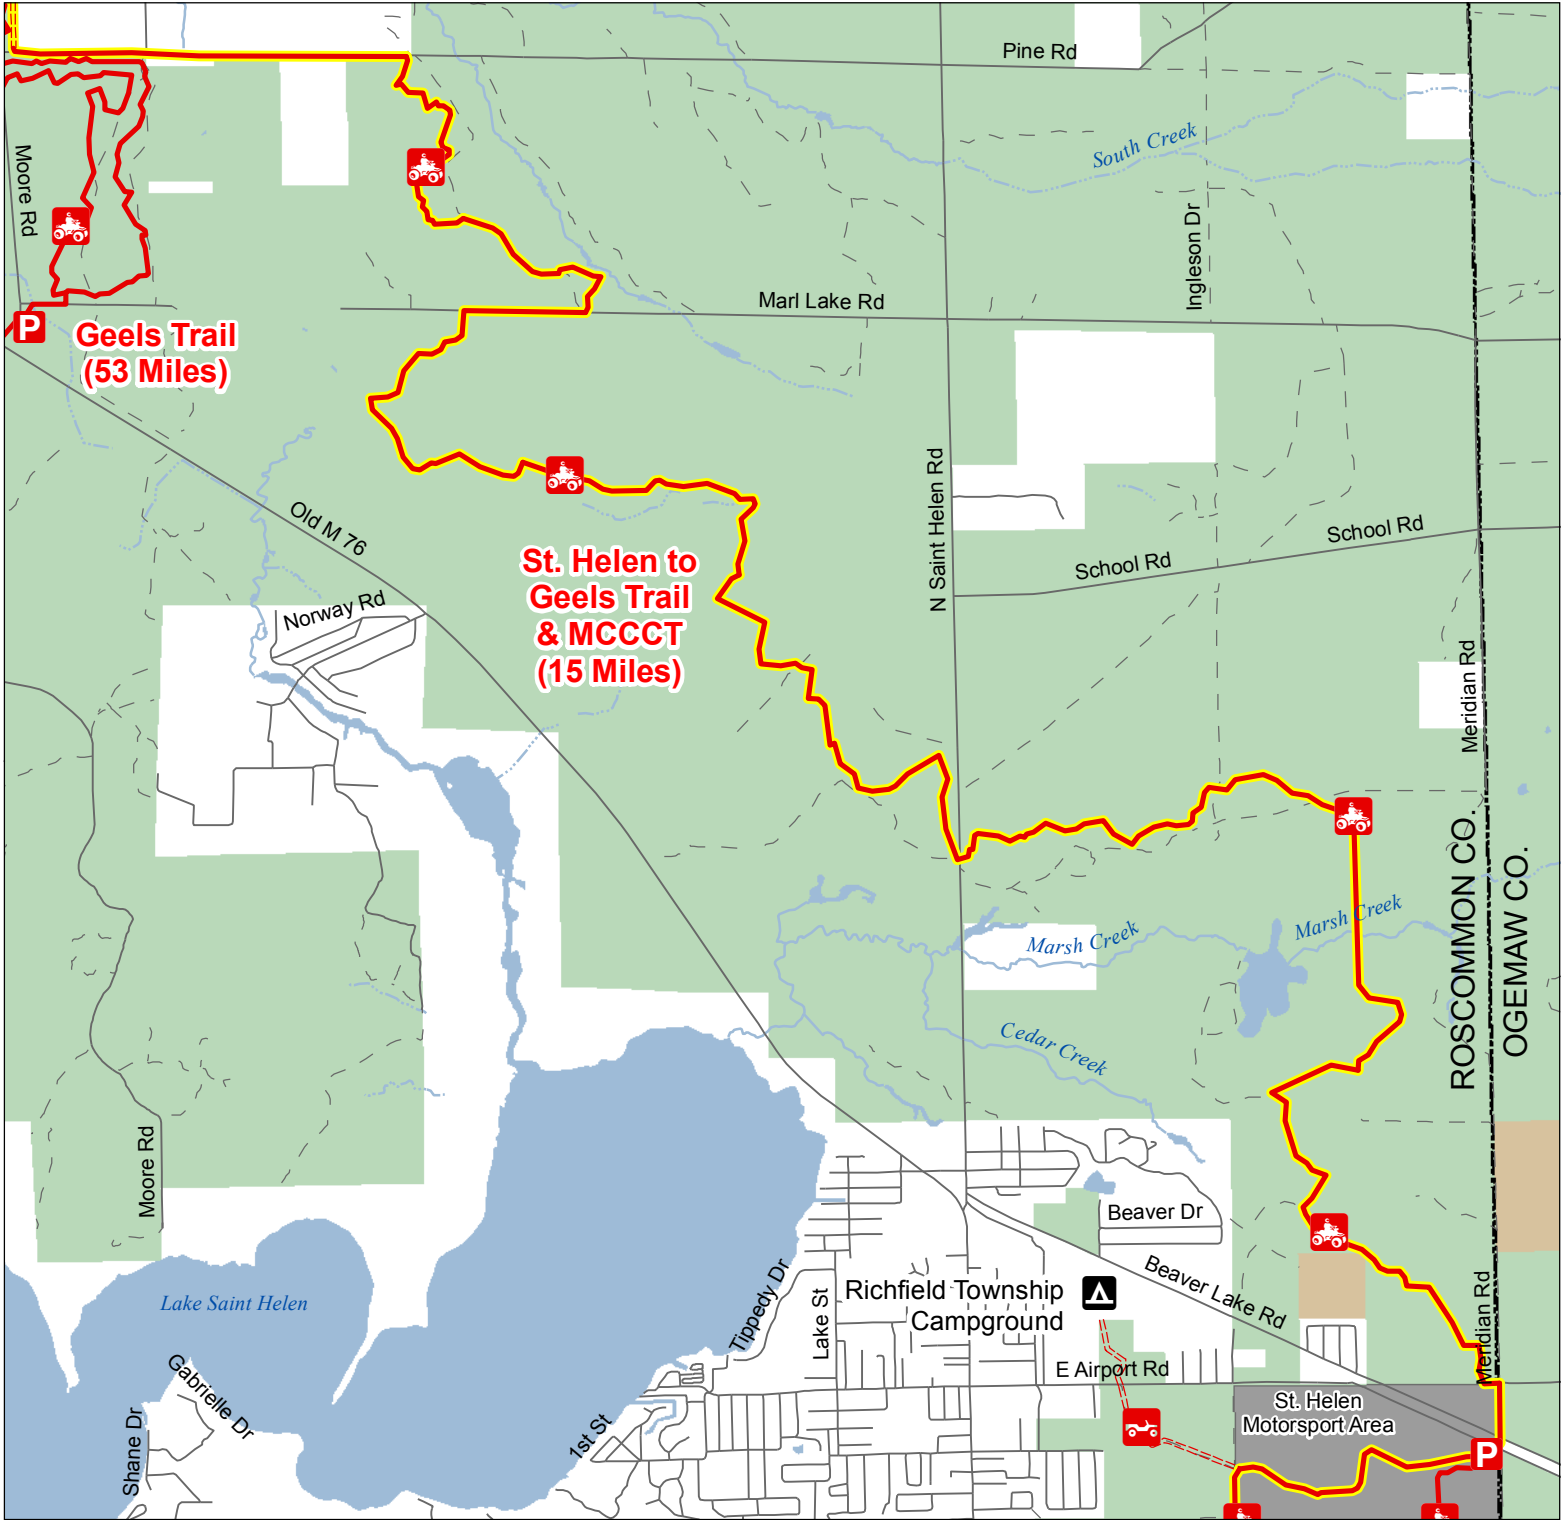 Pine Rd
South Creek
Moore Rd
Ingleson Dr
Marl Lake Rd
P
Geels Trail
(53 Miles)
N Saint Helen Rd
Old M 76
School Rd
School Rd
St. Helen to
Geels Trail
& MCCCT
(15 Miles)
Norway Rd
Meridian Rd
ROSCOMMON CO.
OGEMAW CO.
Marsh Creek
Marsh Creek
Cedar Creek
Moore Rd
Beaver Dr
Beaver Lake Rd
Richfield Township
Campground
Lake Saint Helen
Tippedy Dr
Lake St
Meridian Rd
E Airport Rd
Gabrielle Dr
Shane Dr
1st St
St. Helen
Motorsport Area
P